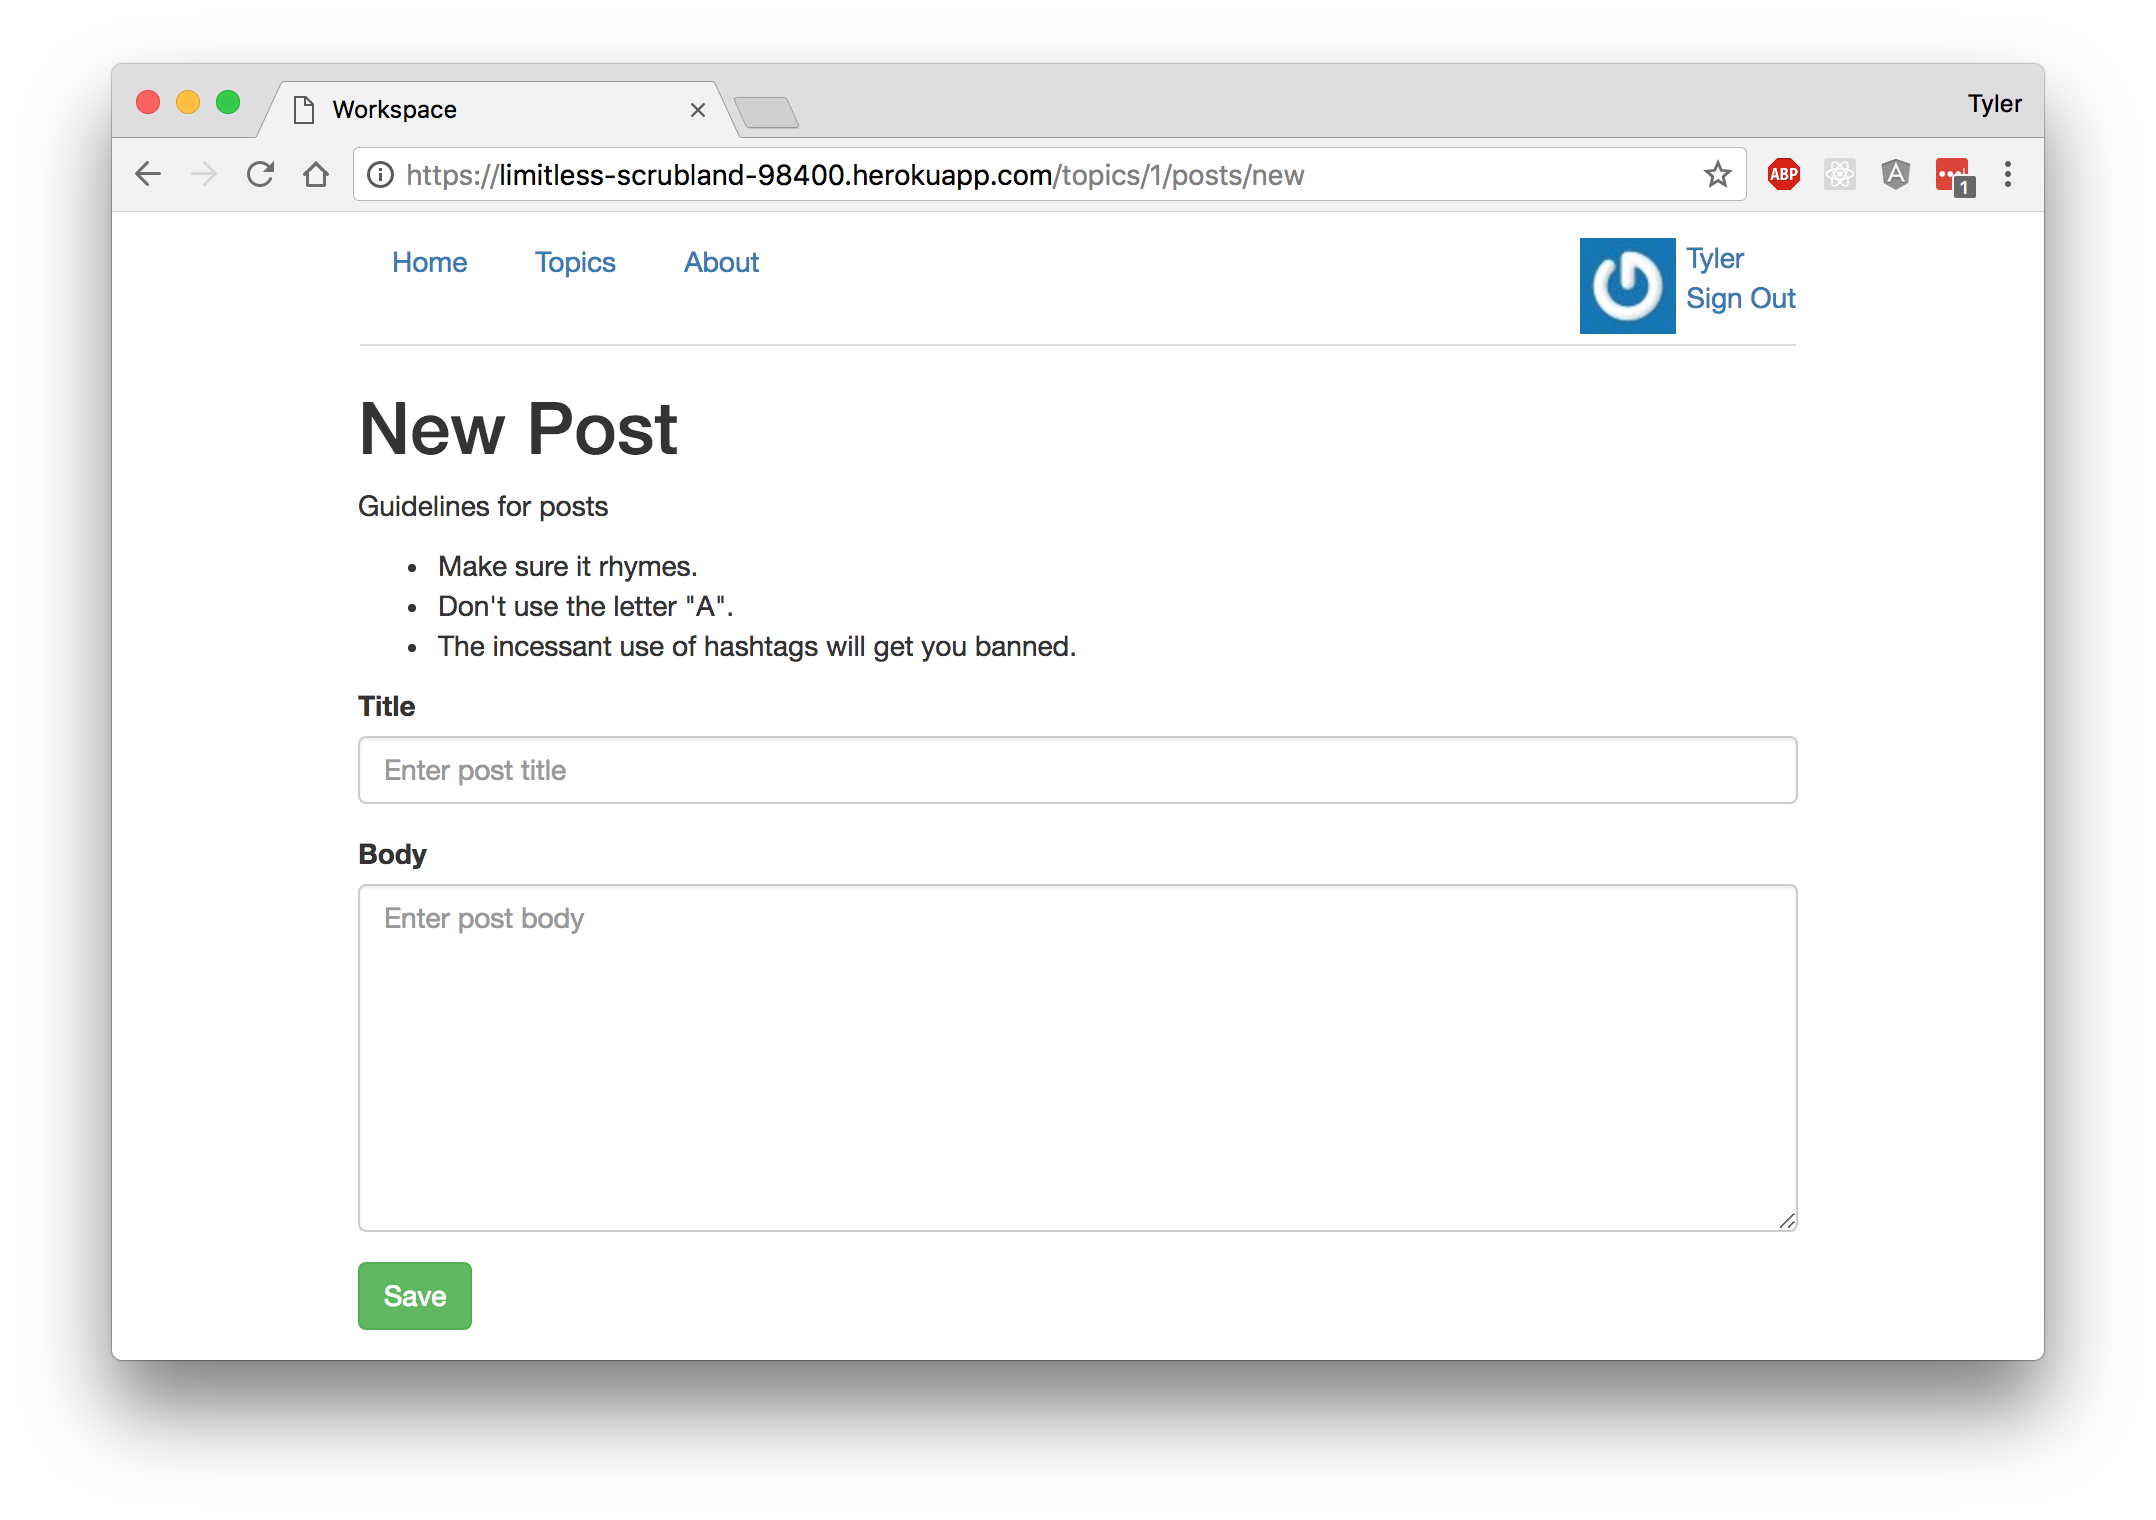 Workspace
Tyler
https://limitless-scrubland-98400.herokuapp.com/topics/1/posts/new
ABP
A
1
Home Topics About
Tyler
Sign Out
New Post
Guidelines for posts
• Make sure it rhymes.
• Don't use the letter "A".
• The incessant use of hashtags will get you banned.
Title
Enter post title
Body
Enter post body
Save